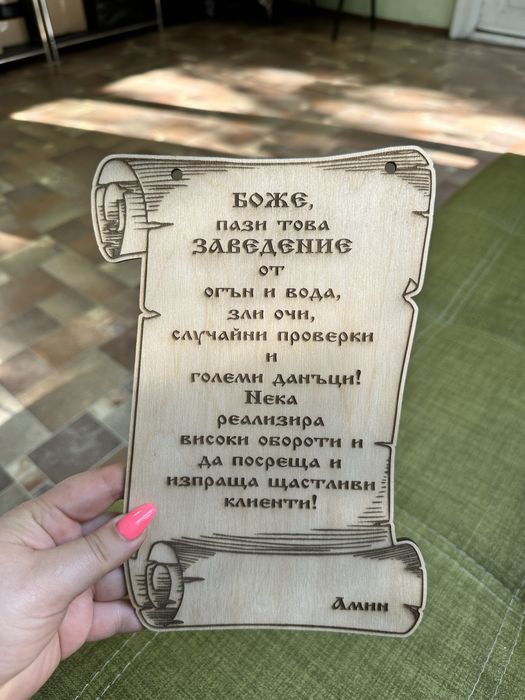 БОЖЕ,
ПАЗИ ТОВА
ЗАВЕДЕНИЕ
ОТ
ОГЪН И ВОДА,
ЗЛИ ОЧИ,
СЛУЧАЙНИ ПРОВЕРКИ
И
ГОЛЕМИ ДАНЪЦИ!
НЕКА
РЕАЛИЗИРА
ВИСОКИ ОБОРОТИ И
ДА ПОСРЕЩА И
ИЗПРАЩА ЩАСТЛИВИ
КЛИЕНТИ!
АМИН